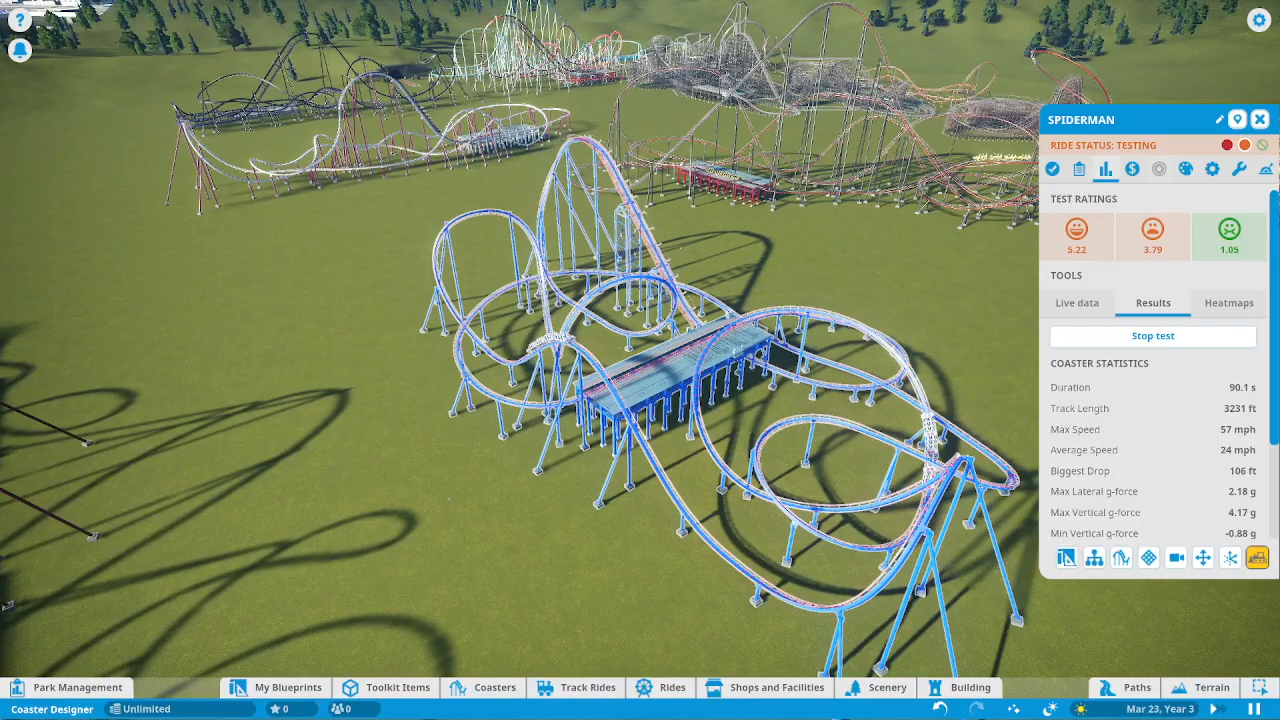 SPIDERMAN
RIDE STATUS: TESTING
TEST RATINGS
5.22 3.79 1.05
TOOLS
Live data Results Heatmaps
Stop test
COASTER STATISTICS
Duration 90.1 s
Track Length 3231 ft
Max Speed 57 mph
Average Speed 24 mph
Biggest Drop 106 ft
Max Lateral g-force 2.18 g
Max Vertical g-force 4.17 g
Min Vertical g-force -0.88 g
Park Management My Blueprints Toolkit Items Coasters Track Rides Rides Shops and Facilities Scenery Building Paths Terrain
Coaster Designer Unlimited 0 0 Mar 23, Year 3